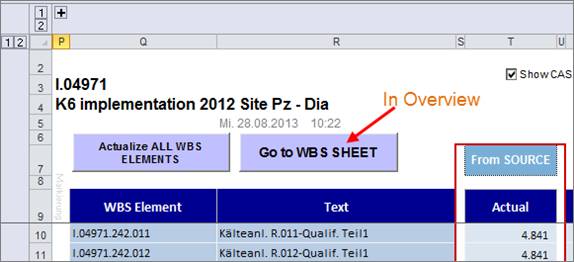 1
2
1 2
P Q R S T U
2
Show CAS
3
I.04971
4
K6 implementation 2012 Site Pz - Dia
In Overview
5
Mi. 28.08.2013 10:22
6
Actualize ALL WBS
ELEMENTS
Go to WBS SHEET
7
From SOURCE
8
Markierung
9
WBS Element Text Actual
10 I.04971.242.011 Kälteanl. R.011-Qualif. Teil1 4.841
11 I.04971.242.012 Kälteanl. R.012-Qualif. Teil1 4.841